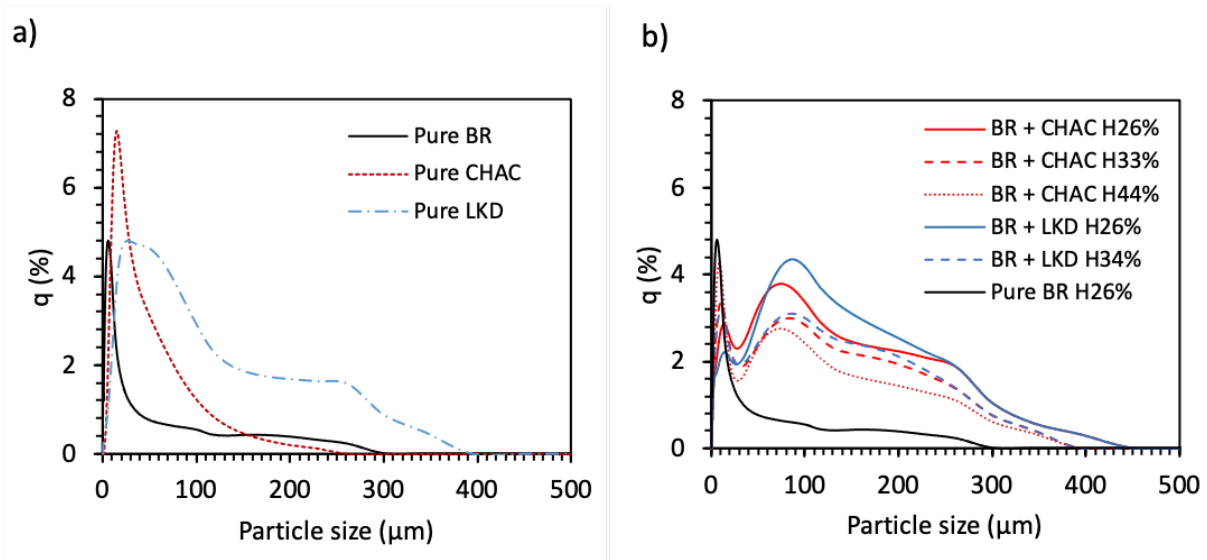 a)
8
6
4
2
0
q (%)
Pure BR
Pure CHAC
Pure LKD
0 100 200 300 400 500
Particle size (µm)
b)
8
6
4
2
0
q (%)
BR + CHAC H26%
BR + CHAC H33%
BR + CHAC H44%
BR + LKD H26%
BR + LKD H34%
Pure BR H26%
0 100 200 300 400 500
Particle size (µm)